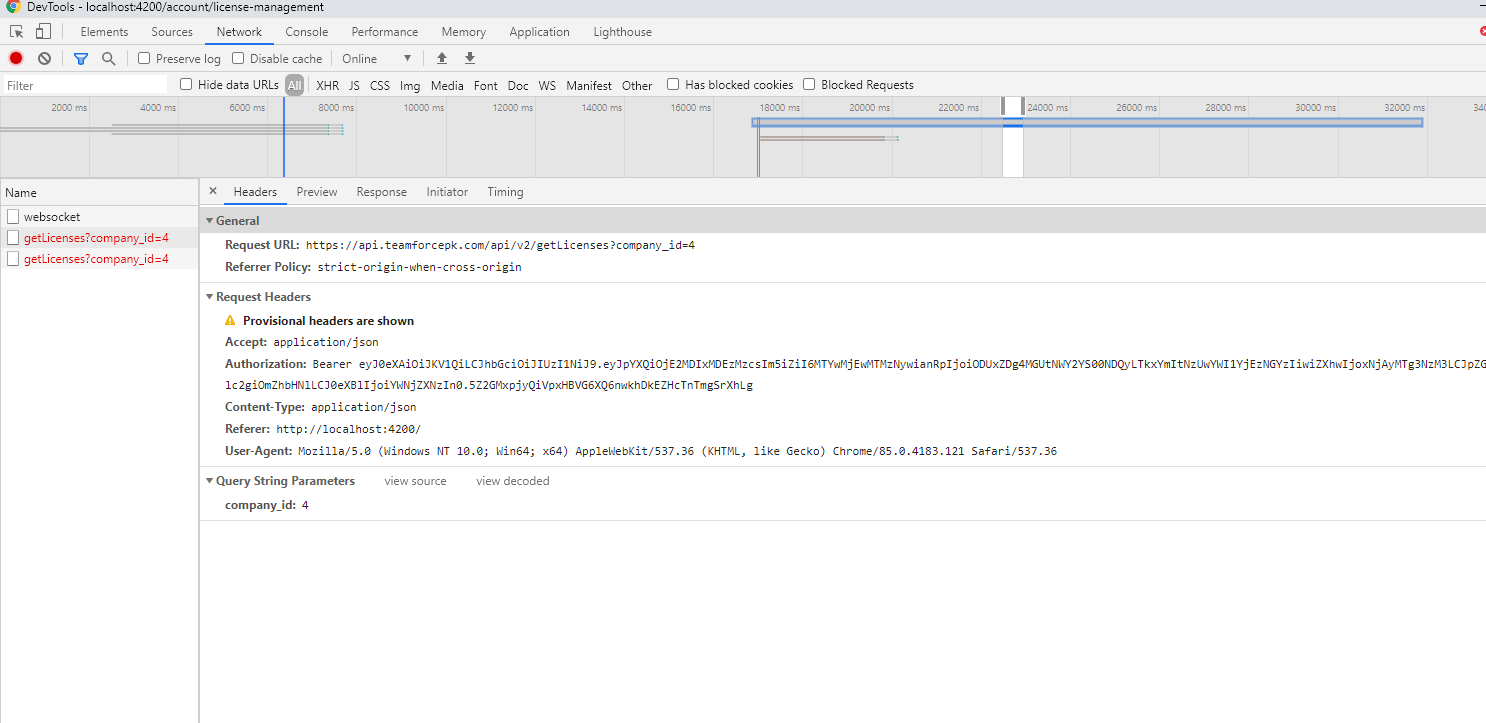 DevTools - localhost:4200/account/license-management
Elements Sources Network Console Performance Memory Application Lighthouse
Preserve log Disable cache Online
Filter Hide data URLs All XHR JS CSS Img Media Font Doc WS Manifest Other Has blocked cookies Blocked Requests
2000 ms 4000 ms 6000 ms 8000 ms 10000 ms 12000 ms 14000 ms 16000 ms 18000 ms 20000 ms 22000 ms 24000 ms 26000 ms 28000 ms 30000 ms 32000 ms
Name
websocket
getLicenses?company_id=4
getLicenses?company_id=4
× Headers Preview Response Initiator Timing
General
Request URL: https://api.teamforcepk.com/api/v2/getLicenses?company_id=4
Referrer Policy: strict-origin-when-cross-origin
Request Headers
Provisional headers are shown
Accept: application/json
Authorization: Bearer
Content-Type: application/json
Referer: http://localhost:4200/
User-Agent: Mozilla/5.0 (Windows NT 10.0; Win64; x64) AppleWebKit/537.36 (KHTML, like Gecko) Chrome/85.0.4183.121 Safari/537.36
Query String Parameters view source view decoded
company_id: 4